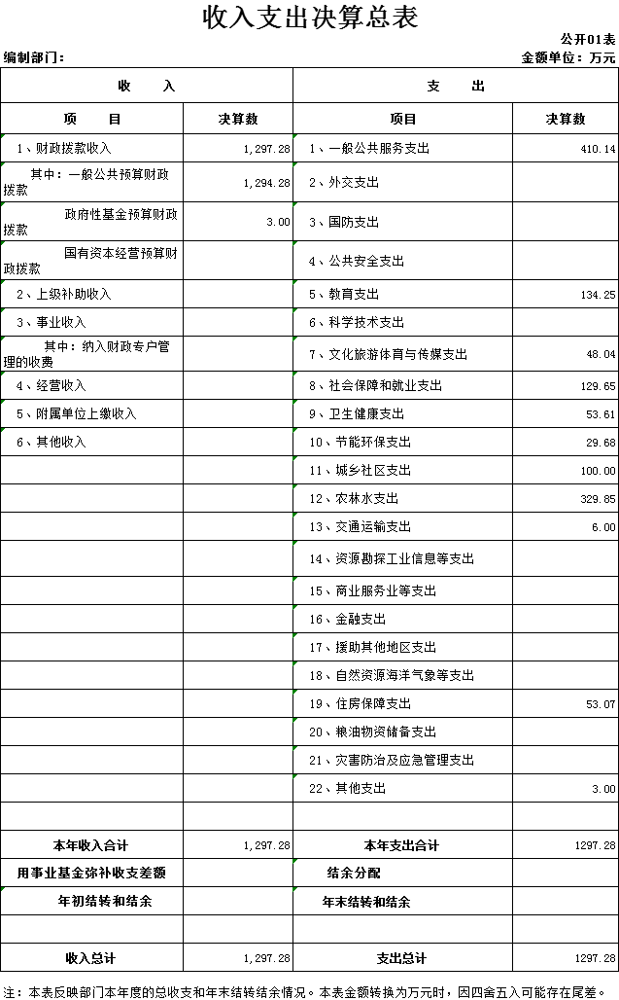 收入支出决算总表
公开01表
编制部门： 金额单位：万元
收 入 支 出
项 目 决算数 项目 决算数
1、财政拨款收入 1,297.28 1、一般公共服务支出 410.14
其中：一般公共预算财政
拨款 1,294.28 2、外交支出
政府性基金预算财政
拨款 3.00 3、国防支出
国有资本经营预算财
政拨款 4、公共安全支出
2、上级补助收入 5、教育支出 134.25
3、事业收入 6、科学技术支出
其中：纳入财政专户管
理的收费 7、文化旅游体育与传媒支出 48.04
4、经营收入 8、社会保障和就业支出 129.65
5、附属单位上缴收入 9、卫生健康支出 53.61
6、其他收入 10、节能环保支出 29.68
11、城乡社区支出 100.00
12、农林水支出 329.85
13、交通运输支出 6.00
14、资源勘探工业信息等支出
15、商业服务业等支出
16、金融支出
17、援助其他地区支出
18、自然资源海洋气象等支出
19、住房保障支出 53.07
20、粮油物资储备支出
21、灾害防治及应急管理支出
22、其他支出 3.00
本年收入合计 1,297.28 本年支出合计 1297.28
用事业基金弥补收支差额 结余分配
年初结转和结余 年末结转和结余
收入总计 1,297.28 支出总计 1297.28
注：本表反映部门本年度的总收支和年末结转结余情况。本表金额转换为万元时，因四舍五入可能存在尾差。